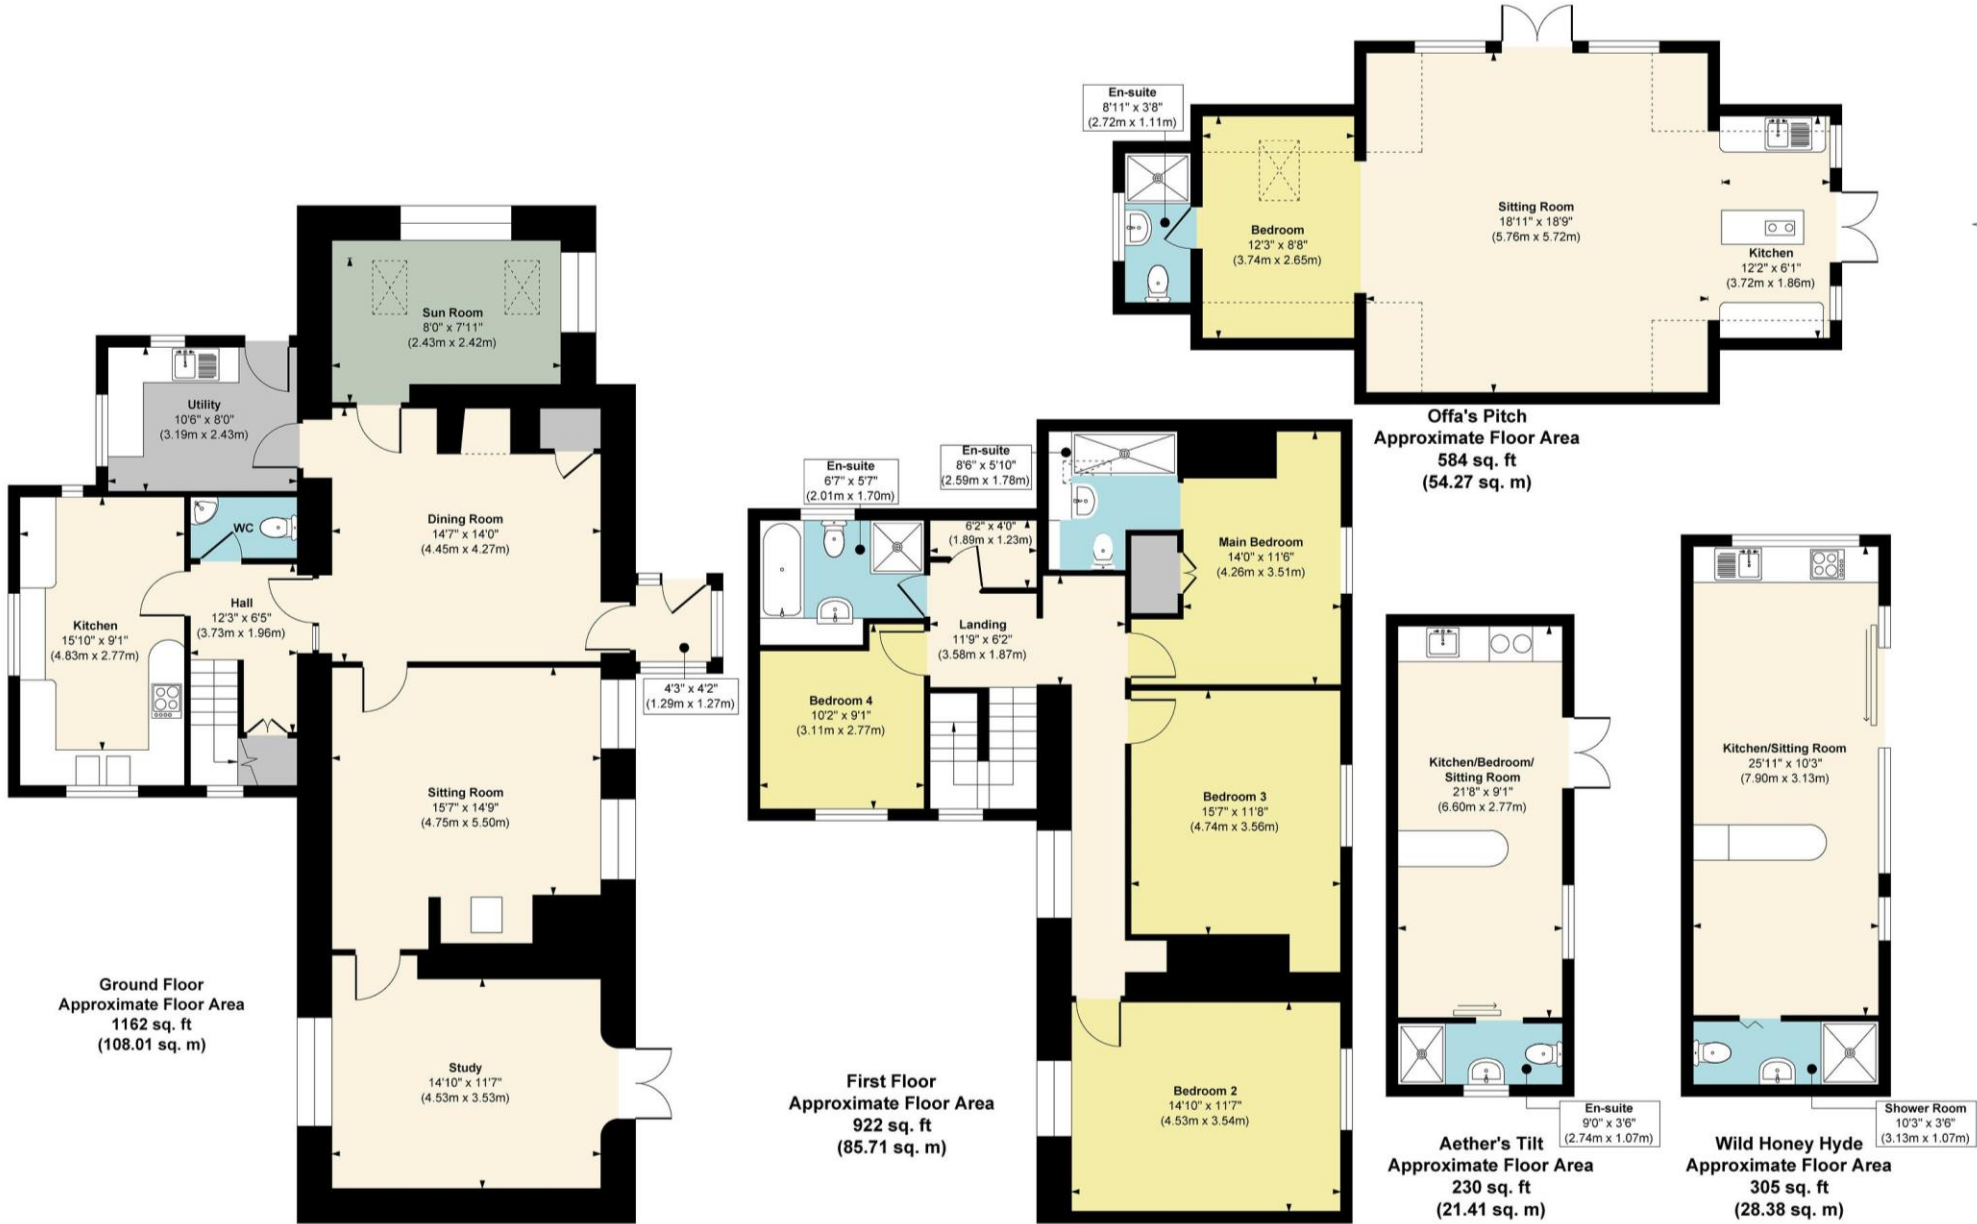 Sun Room
8'0" x 7'11"
(2.43m x 2.42m)
Utility
10'6" x 8'0"
(3.19m x 2.43m)
WC
Dining Room
14'7" x 14'0"
(4.45m x 4.27m)
Hall
12'3" x 6'5"
(3.73m x 1.96m)
Kitchen
15'10" x 9'1"
(4.83m x 2.77m)
4'3" x 4'2"
(1.29m x 1.27m)
Sitting Room
15'7" x 14'9"
(4.75m x 5.50m)
Study
14'10" x 11'7"
(4.53m x 3.53m)
Ground Floor
Approximate Floor Area
1162 sq. ft
(108.01 sq. m)
En-suite
6'7" x 5'7"
(2.01m x 1.70m)
En-suite
8'6" x 5'10"
(2.59m x 1.78m)
6'2" x 4'0"
(1.89m x 1.23m)
Main Bedroom
14'0" x 11'6"
(4.26m x 3.51m)
Landing
11'9" x 6'2"
(3.58m x 1.87m)
Bedroom 4
10'2" x 9'1"
(3.11m x 2.77m)
Bedroom 3
15'7" x 11'8"
(4.74m x 3.56m)
Bedroom 2
14'10" x 11'7"
(4.53m x 3.54m)
First Floor
Approximate Floor Area
922 sq. ft
(85.71 sq. m)
En-suite
8'11" x 3'8"
(2.72m x 1.11m)
Bedroom
12'3" x 8'8"
(3.74m x 2.65m)
Sitting Room
18'11" x 18'9"
(5.76m x 5.72m)
Kitchen
12'2" x 6'1"
(3.72m x 1.86m)
Offa's Pitch
Approximate Floor Area
584 sq. ft
(54.27 sq. m)
Kitchen/Bedroom/
Sitting Room
21'8" x 9'1"
(6.60m x 2.77m)
En-suite
9'0" x 3'6"
(2.74m x 1.07m)
Aether's Tilt
Approximate Floor Area
230 sq. ft
(21.41 sq. m)
Kitchen/Sitting Room
25'11" x 10'3"
(7.90m x 3.13m)
Shower Room
10'3" x 3'6"
(3.13m x 1.07m)
Wild Honey Hyde
Approximate Floor Area
305 sq. ft
(28.38 sq. m)